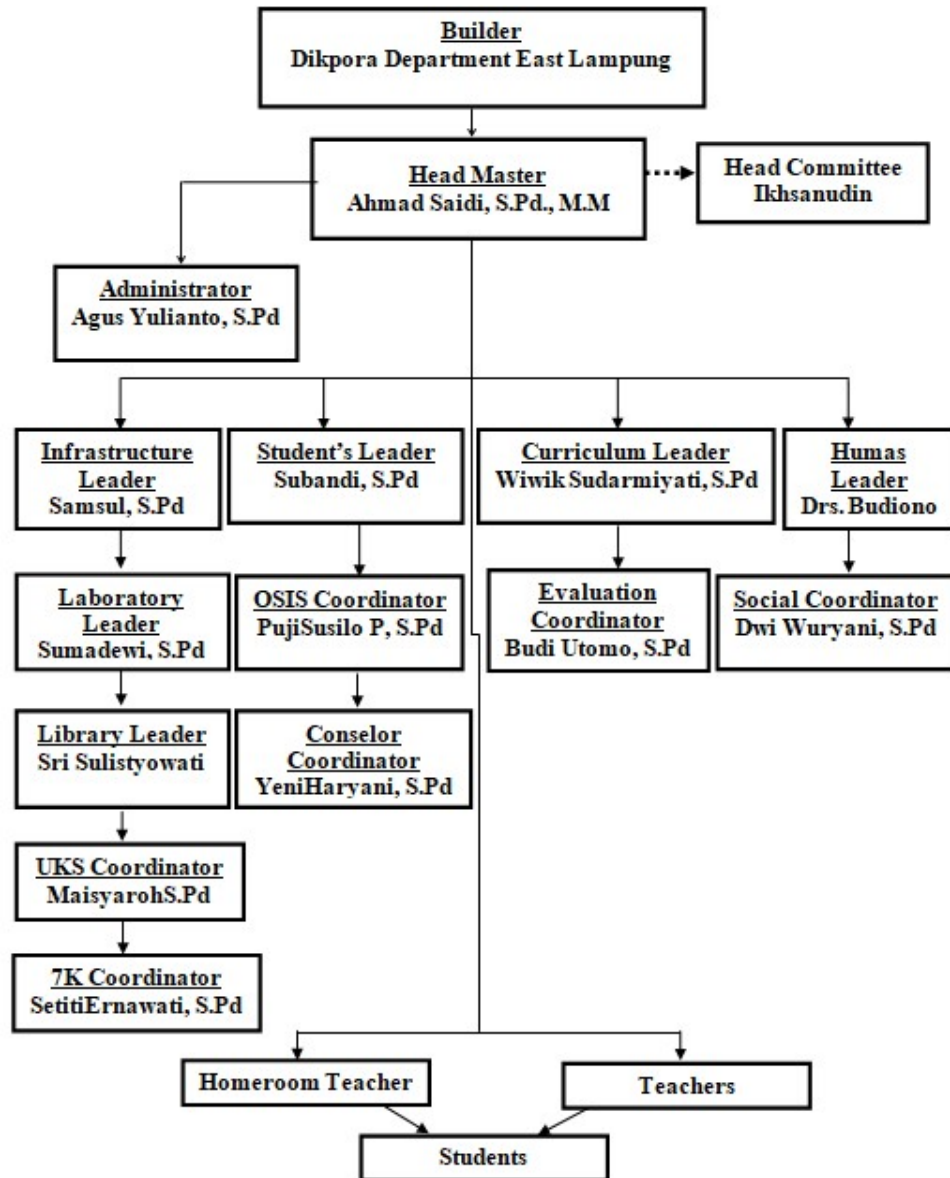 Builder
Dikpora Department East Lampung
Head Master
Ahmad Saidi, S.Pd., M.M
Head Committee
Ikhsanudin
Administrator
Agus Yulianto, S.Pd
Infrastructure
Leader
Samsul, S.Pd
Student’s Leader
Subandi, S.Pd
Curriculum Leader
Wiwik Sudarmiyati, S.Pd
Humas
Leader
Drs. Budiono
Laboratory
Leader
Sumadewi, S.Pd
OSIS Coordinator
PujiSusilo P, S.Pd
Evaluation
Coordinator
Budi Utomo, S.Pd
Social Coordinator
Dwi Wuryani, S.Pd
Library Leader
Sri Sulistyowati
Conselor
Coordinator
YeniHaryani, S.Pd
UKS Coordinator
MaisyarohS.Pd
7K Coordinator
SetitiErnawati, S.Pd
Homeroom Teacher
Teachers
Students